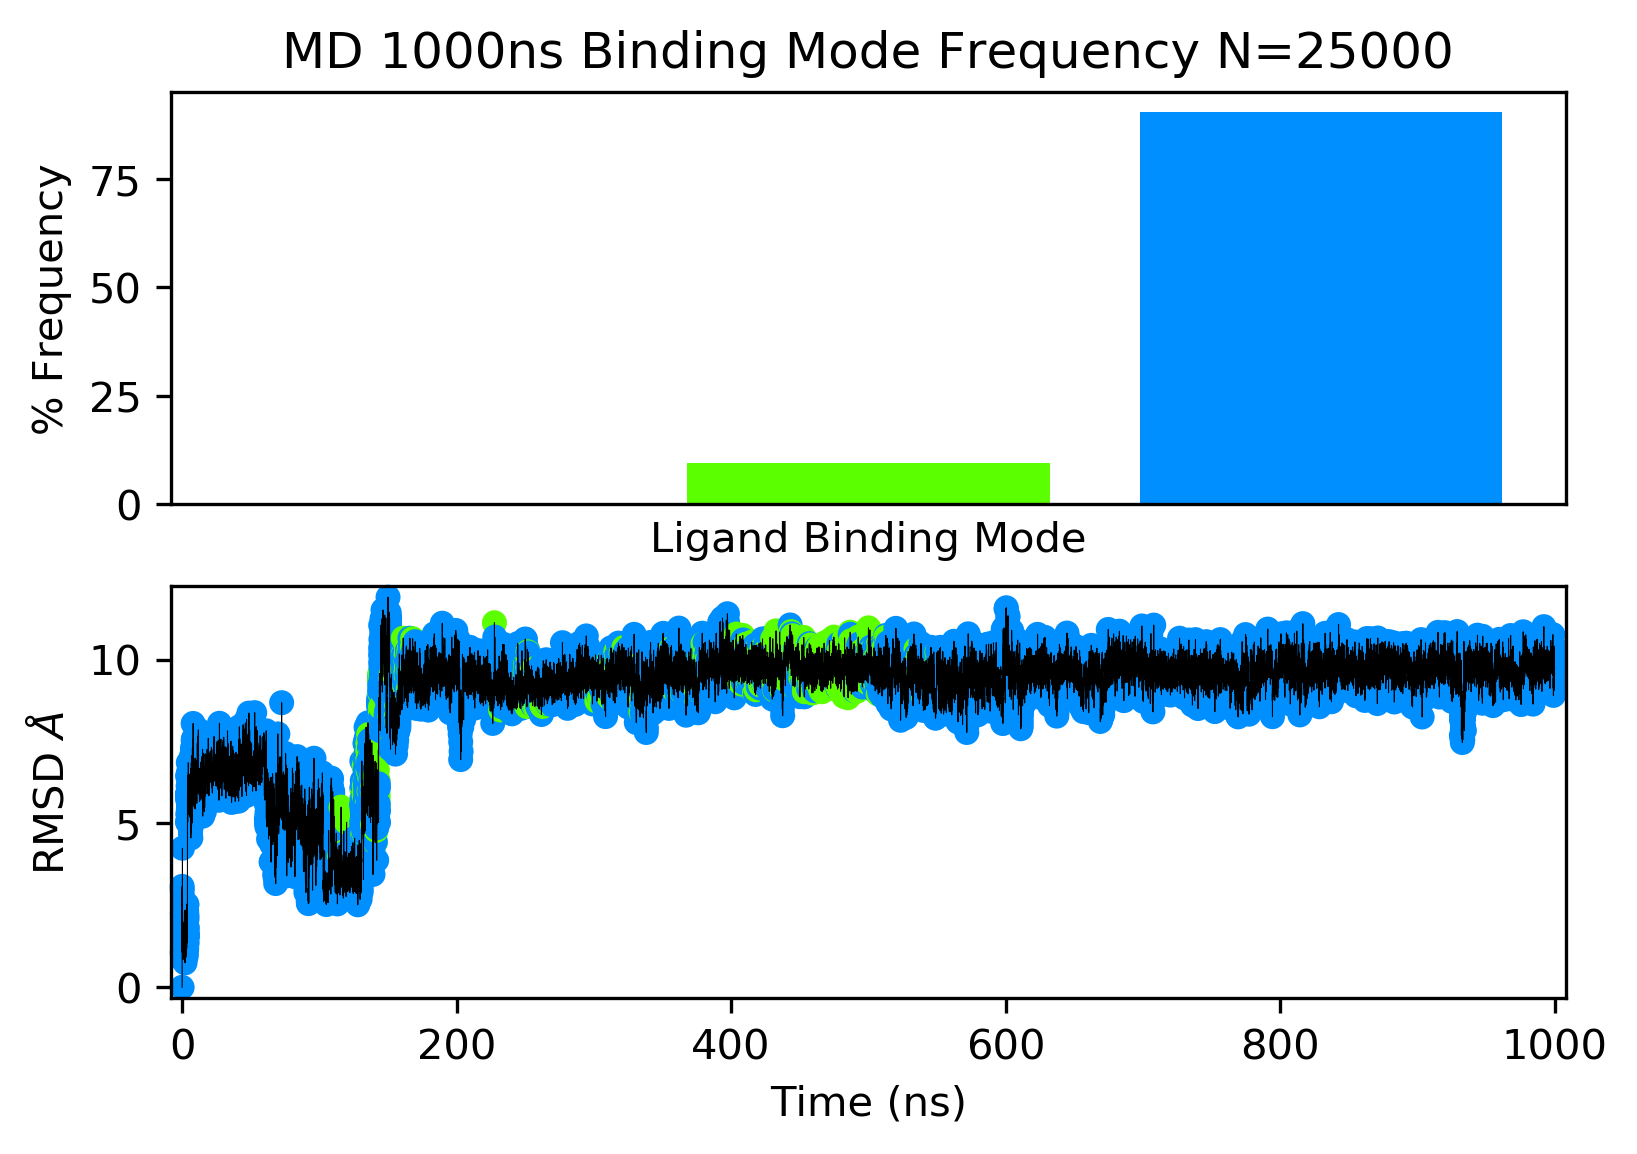 MD 1000ns Binding Mode Frequency N=25000
% Frequency
75
50
25
0
Ligand Binding Mode
RMSD Å
10
5
0
0 200 400 600 800 1000
Time (ns)